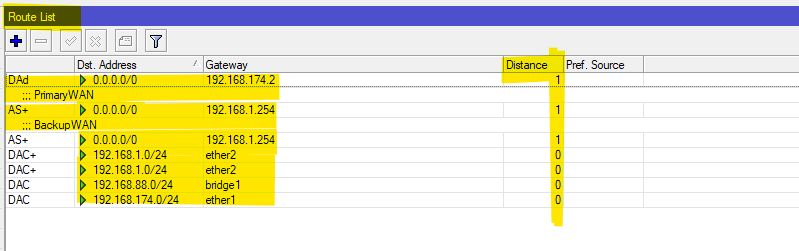 Route List
Dst. Address Gateway Distance Pref. Source
DAd 0.0.0.0/0 192.168.174.2 1
;;; PrimaryWAN
AS+ 0.0.0.0/0 192.168.1.254 1
;;; BackupWAN
AS+ 0.0.0.0/0 192.168.1.254 1
DAC+ 192.168.1.0/24 ether2 0
DAC+ 192.168.1.0/24 ether2 0
DAC 192.168.88.0/24 bridge1 0
DAC 192.168.174.0/24 ether1 0